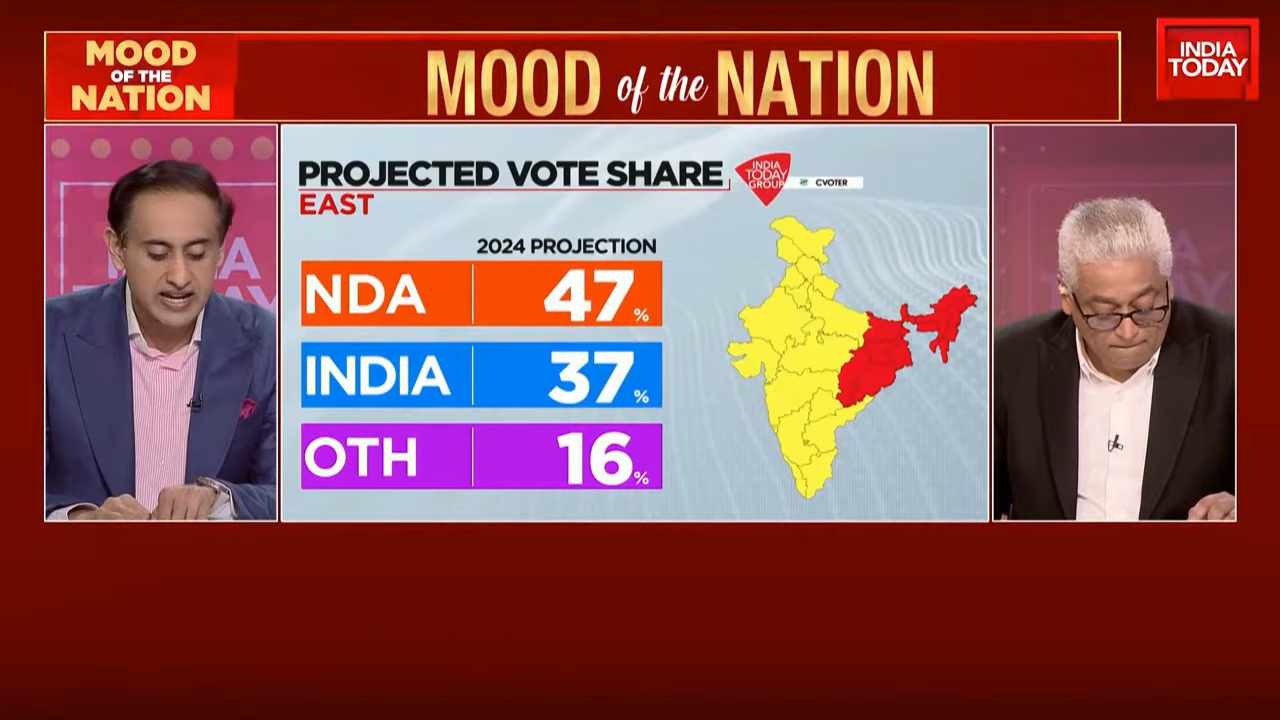 MOOD
OF THE
NATION
MOOD of the NATION
INDIA
TODAY
PROJECTED VOTE SHARE
EAST
INDIA
TODAY
GROUP
CVOTER
2024 PROJECTION
NDA 47%
INDIA 37%
OTH 16%